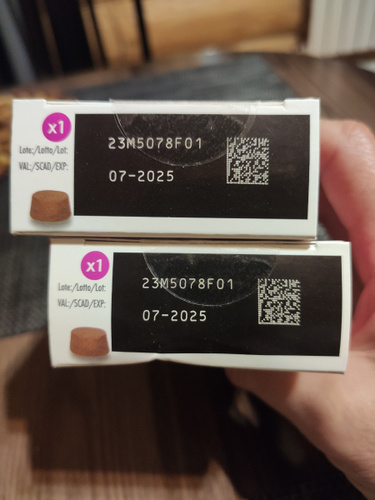 x1
Lote:/Lotto/Lot:
VAL:/SCAD/EXP:
23M5078F01
07-2025
x1
Lote:/Lotto/Lot:
VAL:/SCAD/EXP:
23M5078F01
07-2025